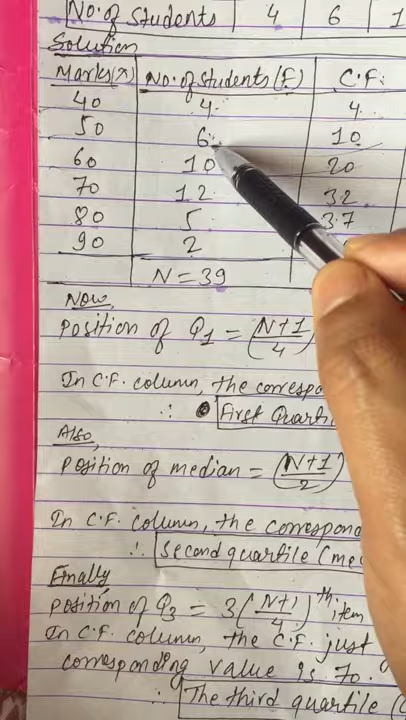 No. of Students 4 6 1
Solution
Marks(x) No. of Students (F) C.F.
40 4 4
50 6 10
60 10 20
70 12 32
80 5 37
90 2
N = 39
Now,
Position of Q1 = (N+1/4)
In C.F. column, the correspo
∴ First Quartil
Also,
Position of median = (N+1/2)
In C.F. column, the correspond
∴ Second quartile (me
Finally
Position of Q3 = 3(N+1/4)th item
In C.F. column, the C.F. just
corresponding value is 70.
∴ The third quartile (